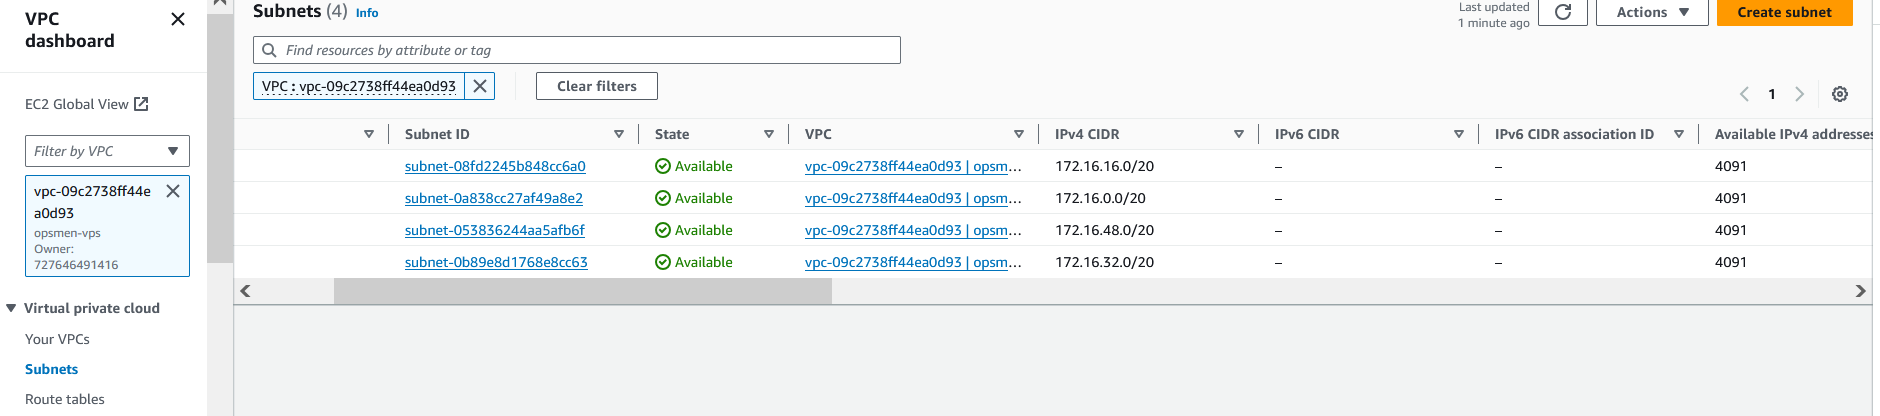 VPC
dashboard
EC2 Global View
Filter by VPC
vpc-09c2738ff44e
a0d93
opsmen-vps
Owner:
727646491416
Virtual private cloud
Your VPCs
Subnets
Route tables
Subnets (4) Info
Last updated
1 minute ago
Actions
Create subnet
Find resources by attribute or tag
VPC : vpc-09c2738ff44ea0d93
Clear filters
1
Subnet ID State VPC IPv4 CIDR IPv6 CIDR IPv6 CIDR association ID Available IPv4 addresses
subnet-08fd2245b848cc6a0 Available vpc-09c2738ff44ea0d93 | opsm... 172.16.16.0/20 – – 4091
subnet-0a838cc27af49a8e2 Available vpc-09c2738ff44ea0d93 | opsm... 172.16.0.0/20 – – 4091
subnet-053836244aa5afb6f Available vpc-09c2738ff44ea0d93 | opsm... 172.16.48.0/20 – – 4091
subnet-0b89e8d1768e8cc63 Available vpc-09c2738ff44ea0d93 | opsm... 172.16.32.0/20 – – 4091